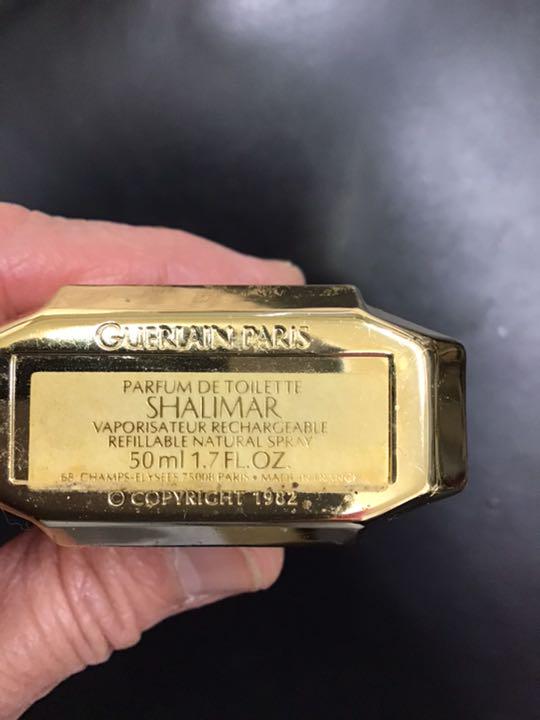 GUERLAIN PARIS
PARFUM DE TOILETTE
SHALIMAR
VAPORISATEUR RECHARGEABLE
REFILLABLE NATURAL SPRAY
50 ml 1.7 FL.OZ.
68 CHAMPS-ELYSEES 75008 PARIS • MADE IN FRANCE
© COPYRIGHT 1982